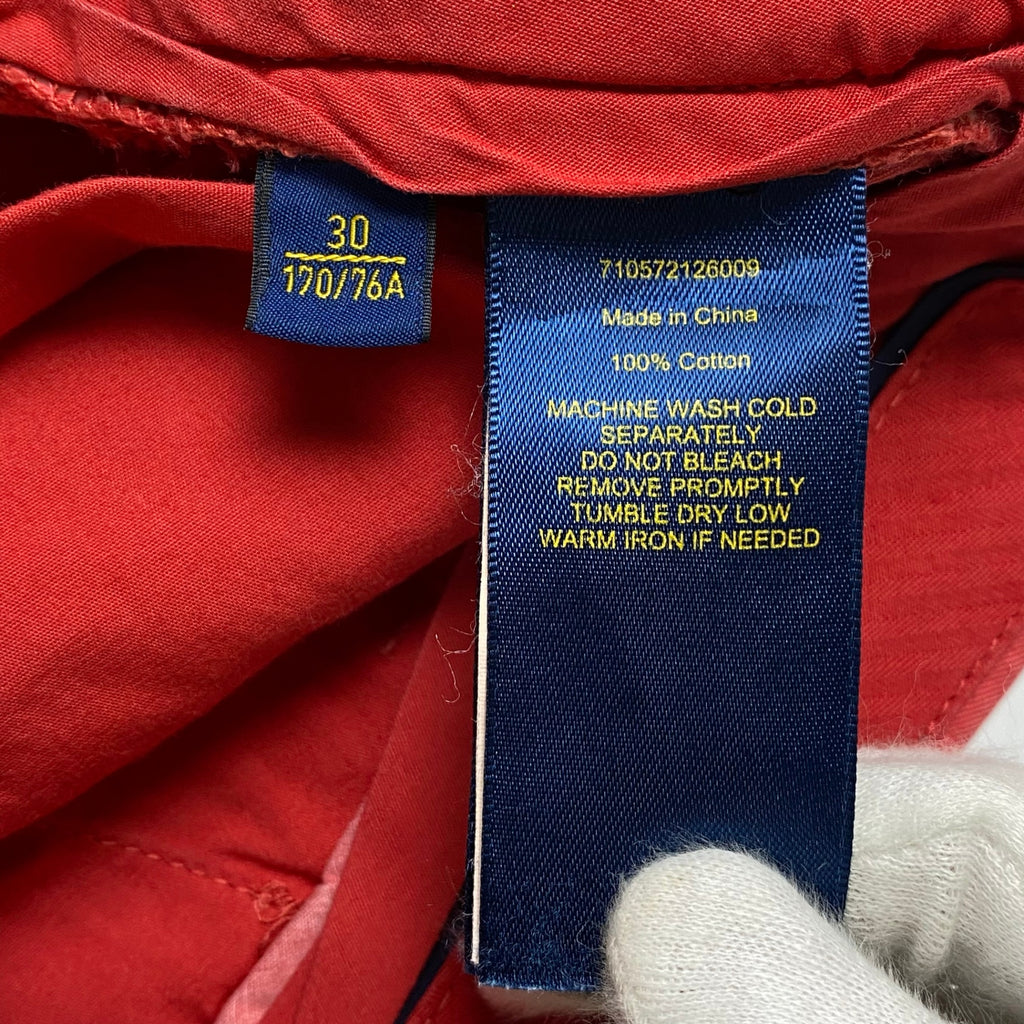 30
170/76A
710572126009
Made in China
100% Cotton
MACHINE WASH COLD
SEPARATELY
DO NOT BLEACH
REMOVE PROMPTLY
TUMBLE DRY LOW
WARM IRON IF NEEDED